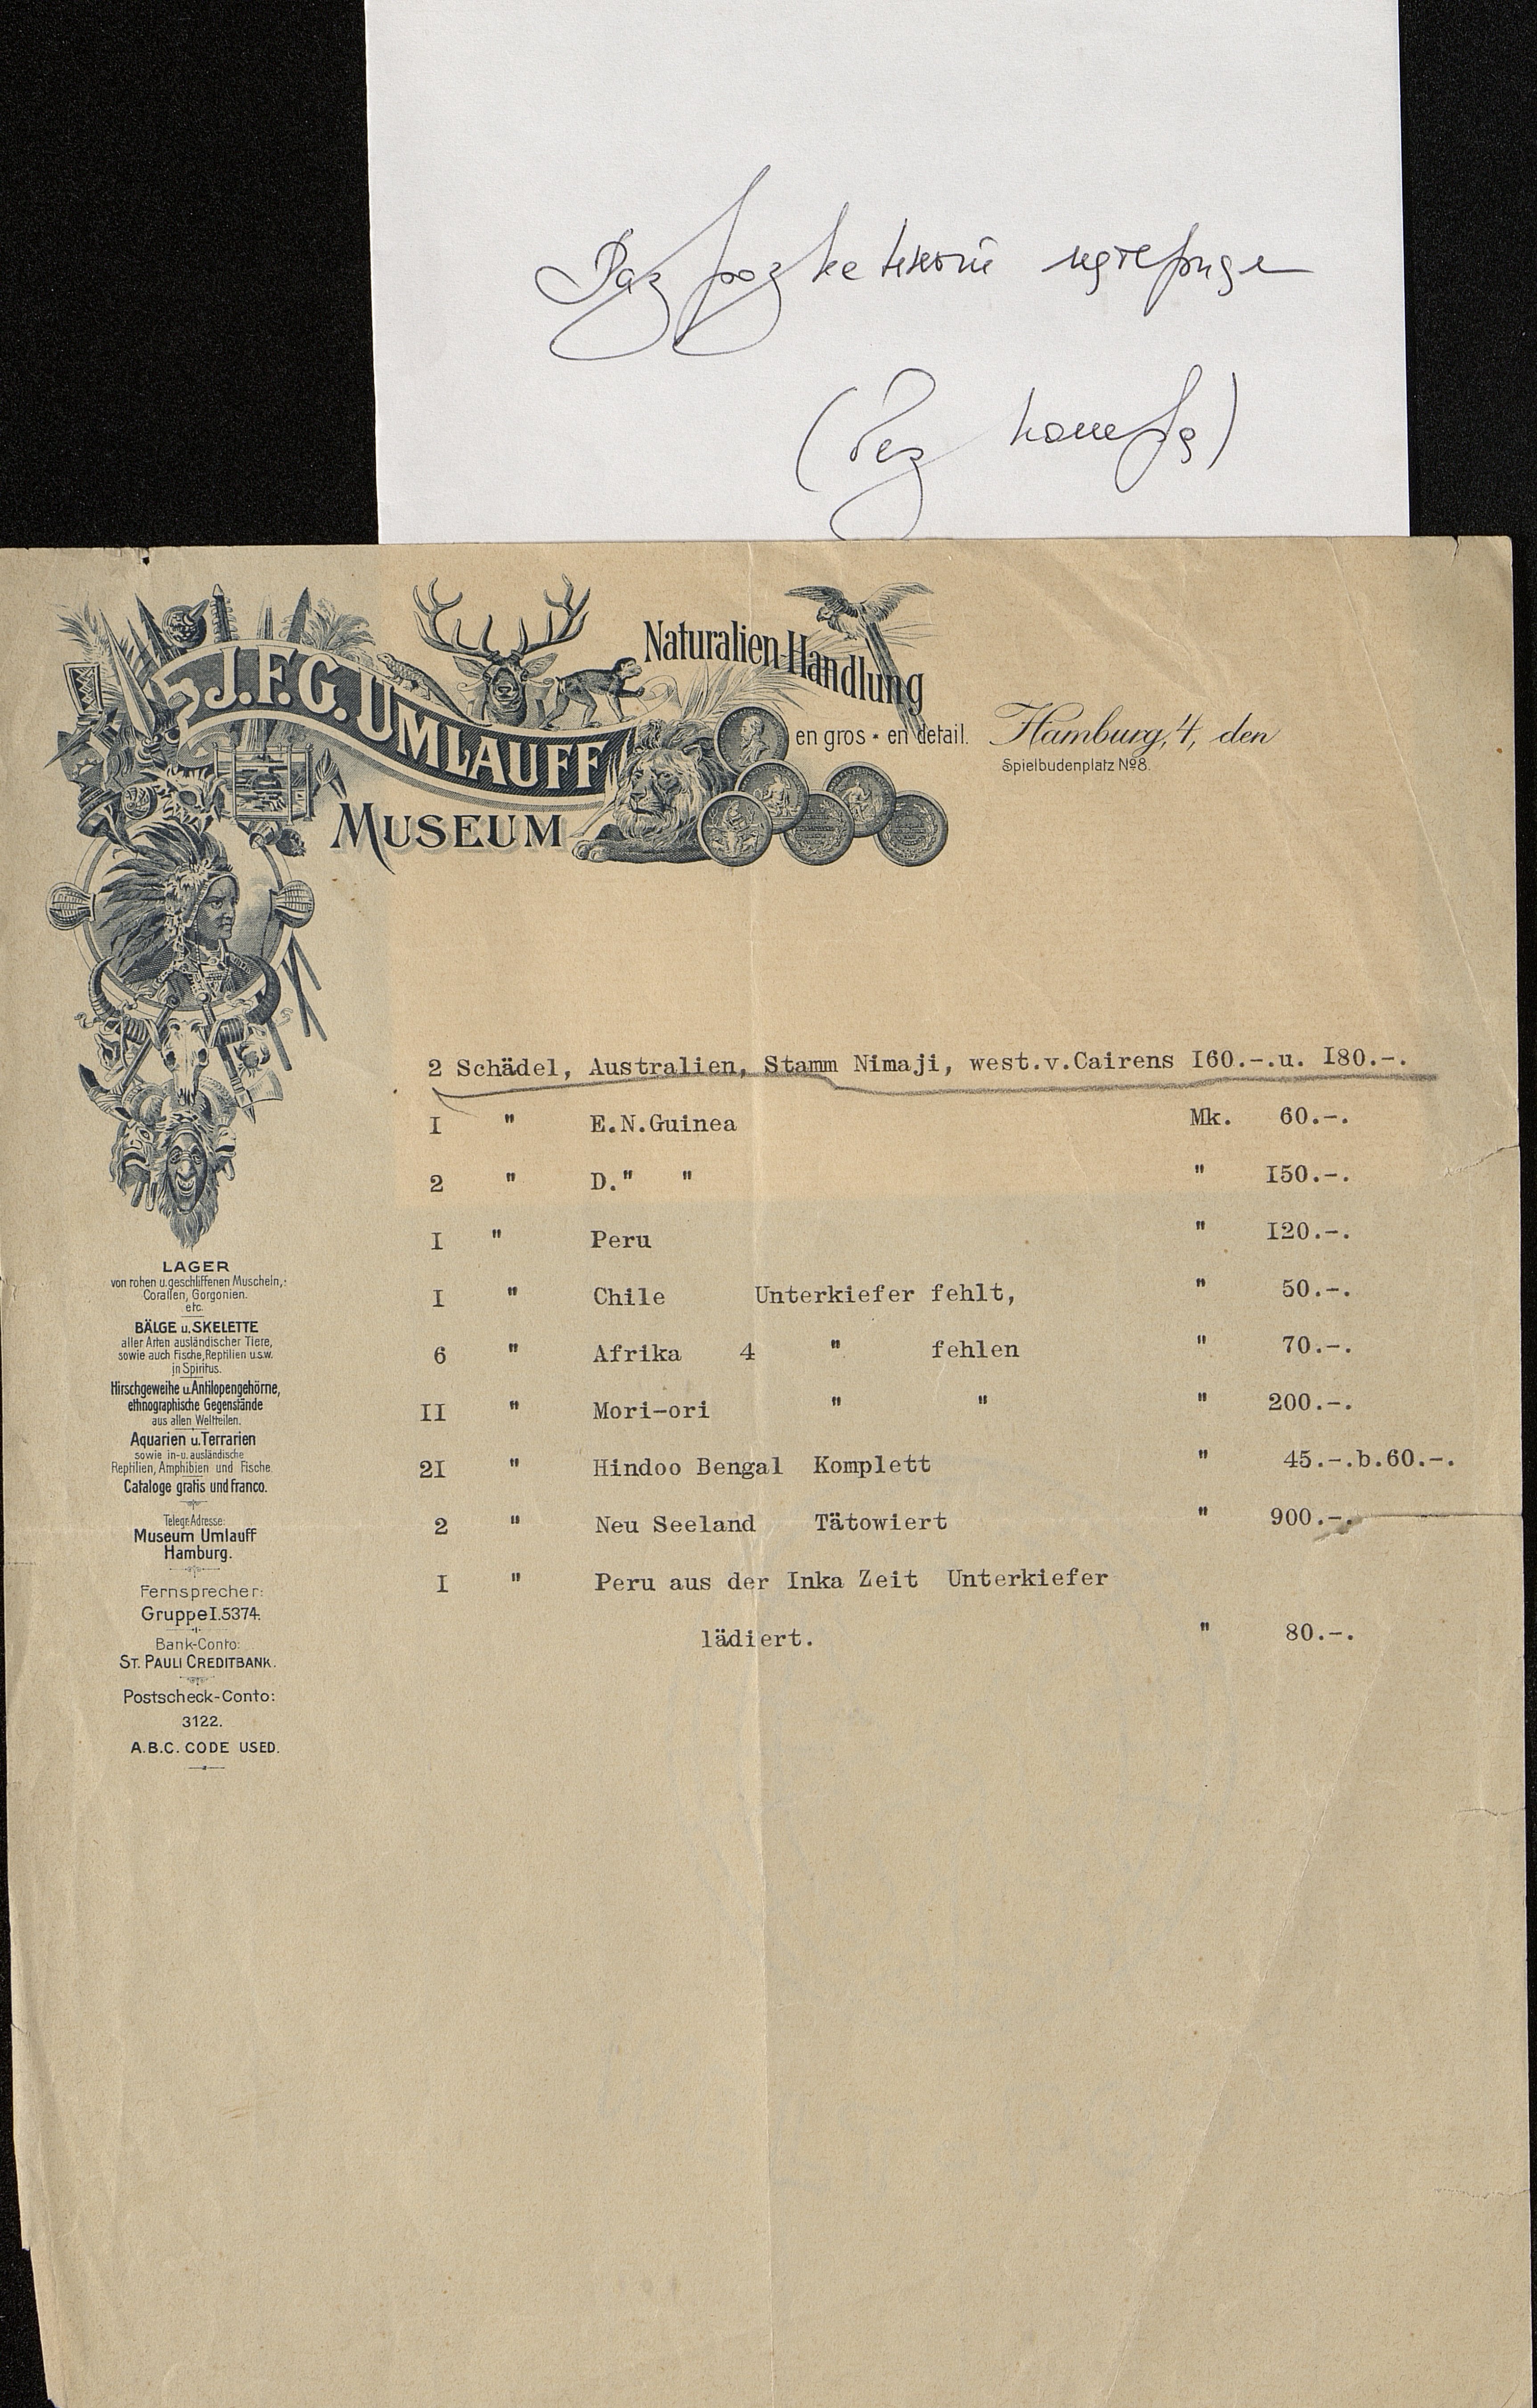 (без номера)
J.F.G. UMLAUFF
MUSEUM
Naturalien-Handlung
en gros * en detail.
Hamburg, 4, den
Spielbudenplatz No 8.
2 Schädel, Australien, Stamm Nimaji, west.v.Cairens I60.-.u. I80.-.
I " E.N.Guinea Mk. 60.-.
2 " D." " " I50.-.
I " Peru " I20.-.
I " Chile Unterkiefer fehlt, " 50.-.
6 " Afrika 4 " fehlen " 70.-.
II " Mori-ori " " " 200.-.
2I " Hindoo Bengal Komplett " 45.-.b.60.-.
2 " Neu Seeland Tätowiert " 900.-.
I " Peru aus der Inka Zeit Unterkiefer
lädiert. " 80.-.
LAGER
von rohen u. geschliffenen Muscheln,
Corallen, Gorgonien.
etc.
BÄLGE u. SKELETTE
aller Arten ausländischer Tiere,
sowie auch Fische, Reptilien u.s.w.
in Spiritus.
Hirschgeweihe u. Antilopengehörne,
ethnographische Gegenstände
aus allen Weltteilen.
Aquarien u. Terrarien
sowie in- u. ausländische
Reptilien, Amphibien und Fische
Cataloge gratis und franco.
Telegr. Adresse:
Museum Umlauff
Hamburg.
Fernsprecher:
Gruppe I. 5374.
Bank-Conto:
ST. PAULI CREDITBANK.
Postscheck-Conto:
3122.
A.B.C. CODE USED.